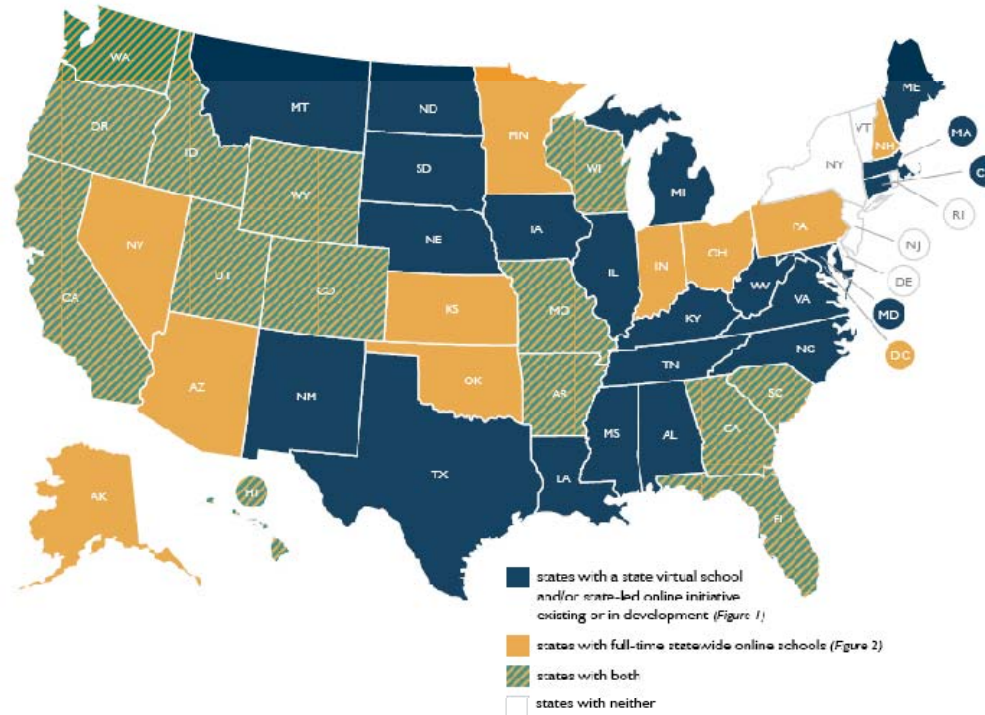 WA
MT
ND
MN
ME
OR
ID
WI
VT
NH
MA
SD
WY
MI
NY
C
RI
IA
PA
NV
NE
NJ
UT
IL
IN
OH
DE
CA
CO
WV
VA
KS
MO
KY
MD
NC
DC
TN
AZ
OK
NM
AR
SC
MS
AL
GA
TX
LA
AK
HI
FL
states with a state virtual school
and/or state-led online initiative
existing or in development (Figure 1)
states with full-time statewide online schools (Figure 2)
states with both
states with neither